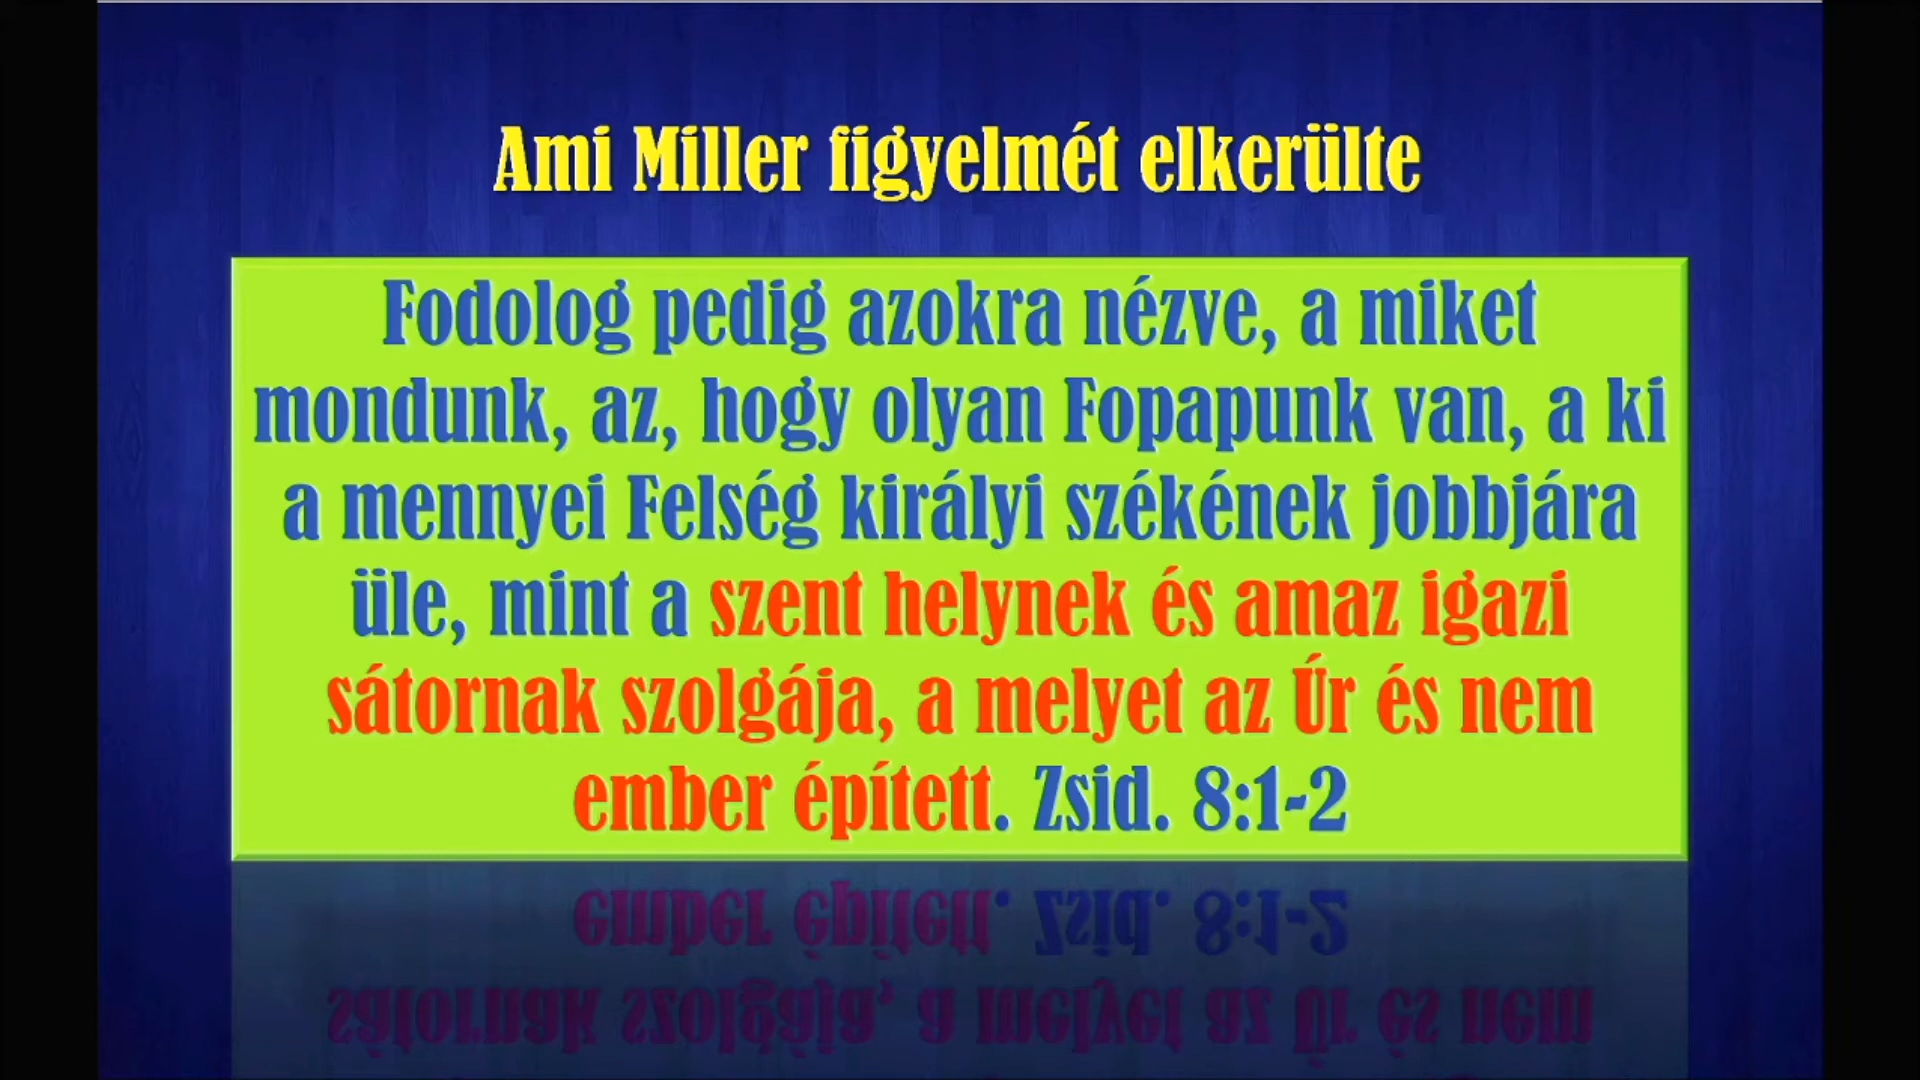 Ami Miller figyelmét elkerülte
Fodolog pedig azokra nézve, a miket
mondunk, az, hogy olyan Fopapunk van, a ki
a mennyei Felség királyi székének jobbjára
üle, mint a szent helynek és amaz igazi
sátornak szolgája, a melyet az Úr és nem
ember épített. Zsid. 8:1-2